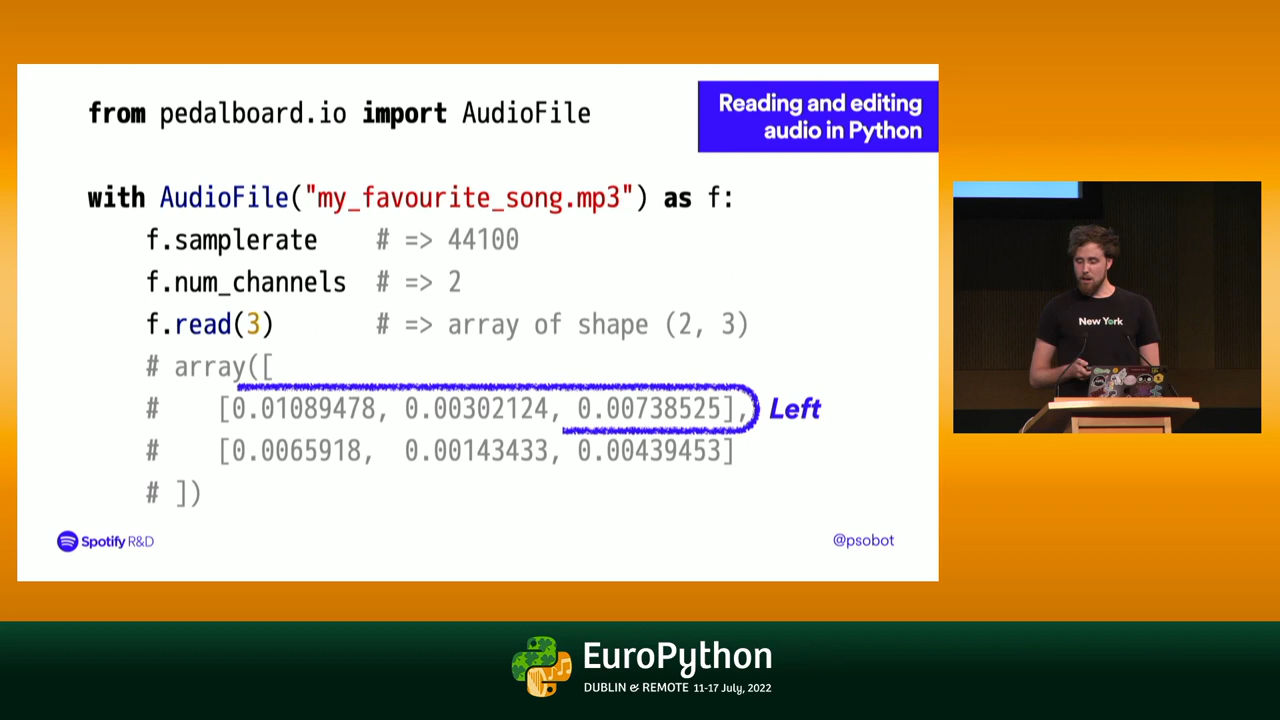 from pedalboard.io import AudioFile
Reading and editing
audio in Python
with AudioFile("my_favourite_song.mp3") as f:
f.samplerate # => 44100
f.num_channels # => 2
f.read(3) # => array of shape (2, 3)
# array([
# [0.01089478, 0.00302124, 0.00738525], Left
# [0.0065918, 0.00143433, 0.00439453]
# ])
Spotify R&D
@psobot
New York
EuroPython
DUBLIN & REMOTE 11-17 July, 2022